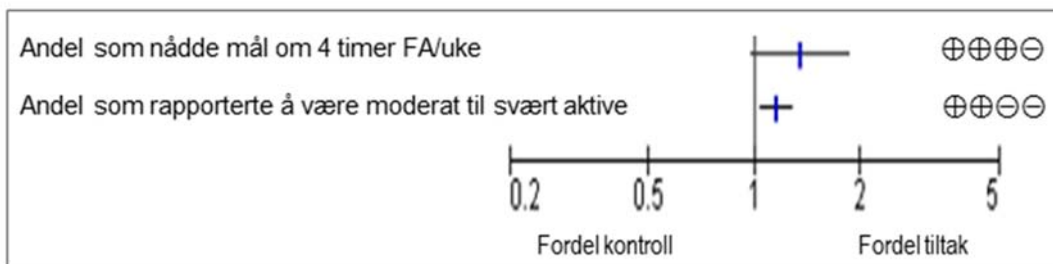 Andel som nådde mål om 4 timer FA/uke ⊕⊕⊕⊖
Andel som rapporterte å være moderat til svært aktive ⊕⊕⊖⊖
0.2 0.5 1 2 5
Fordel kontroll Fordel tiltak